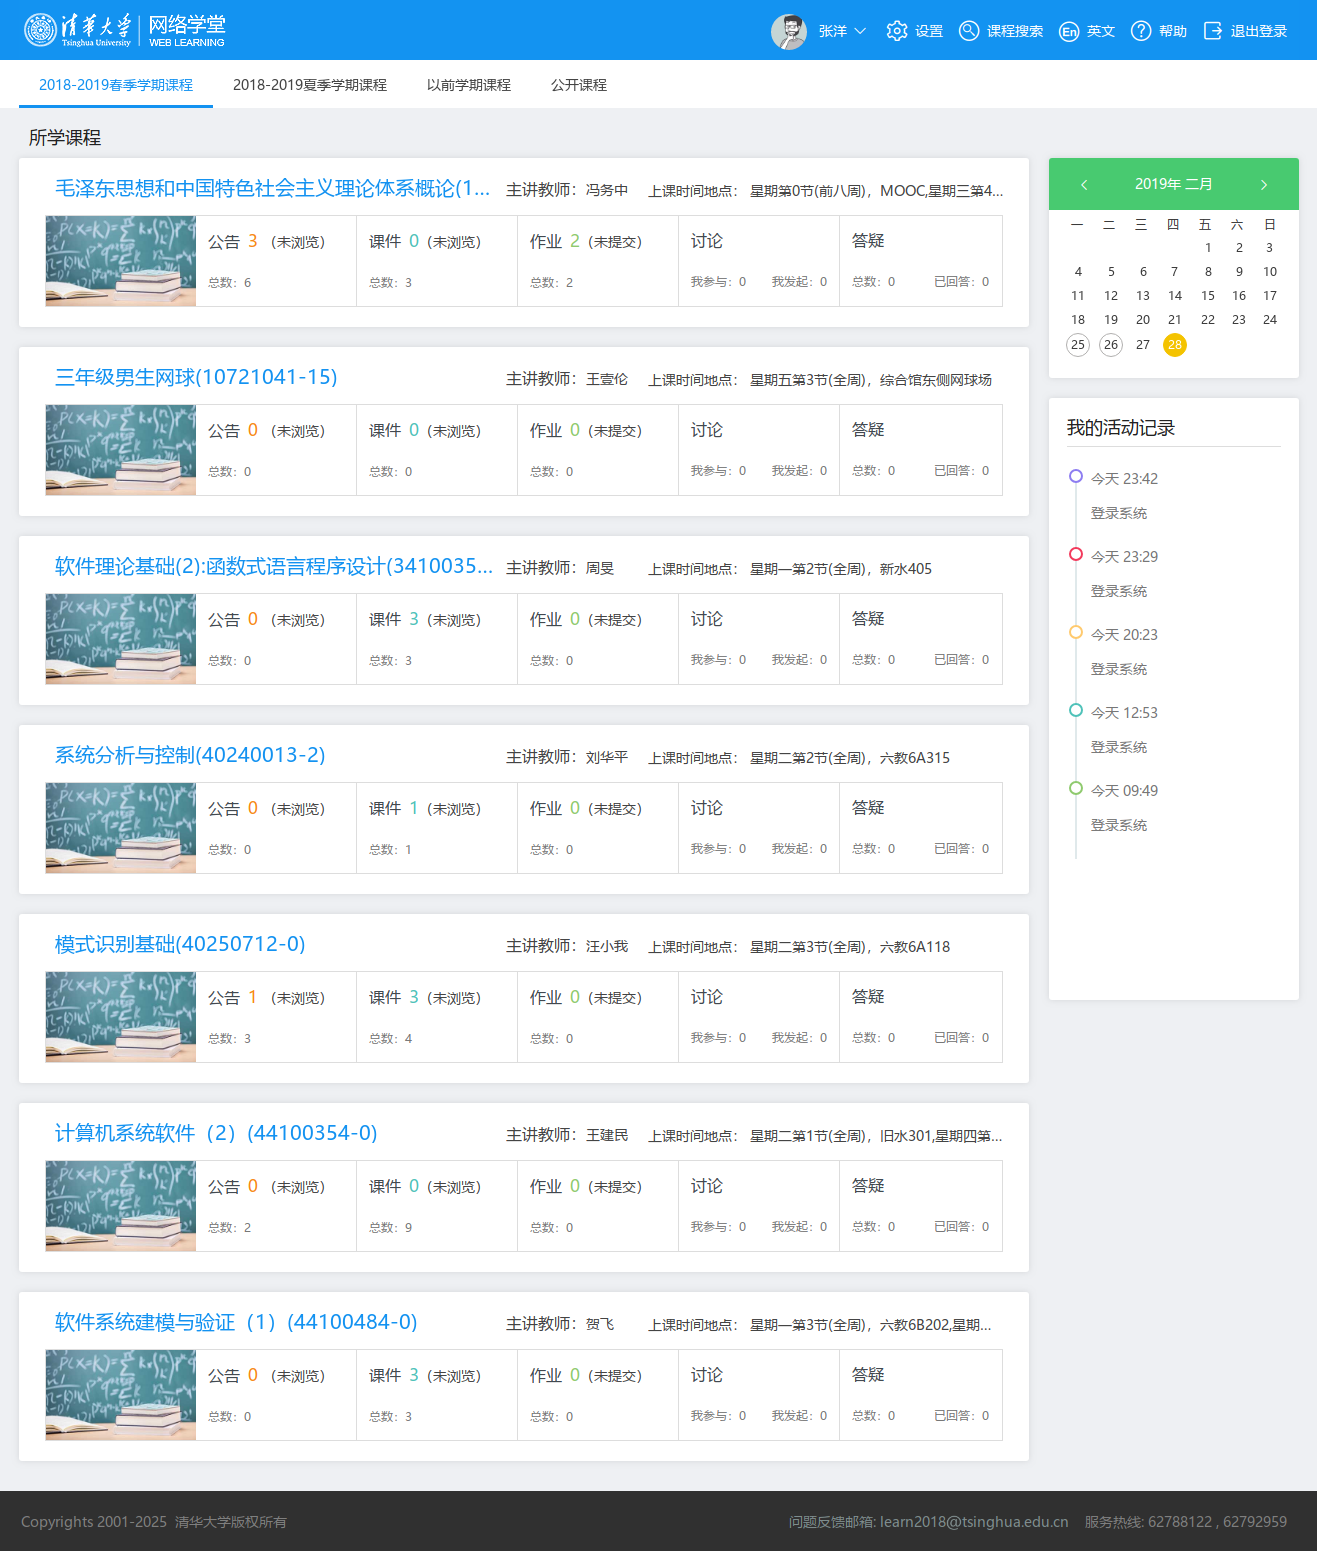 清华大学 Tsinghua University 网络学堂 WEB LEARNING
张洋 设置 课程搜索 En 英文 帮助 退出登录
2018-2019春季学期课程 2018-2019夏季学期课程 以前学期课程 公开课程
所学课程
毛泽东思想和中国特色社会主义理论体系概论(1... 主讲教师：冯务中 上课时间地点： 星期第0节(前八周)，MOOC,星期三第4...
公告 3 （未浏览） 课件 0（未浏览） 作业 2（未提交） 讨论 答疑
总数：6 总数：3 总数：2 我参与：0 我发起：0 总数：0 已回答：0
三年级男生网球(10721041-15) 主讲教师：王壹伦 上课时间地点： 星期五第3节(全周)，综合馆东侧网球场
公告 0 （未浏览） 课件 0（未浏览） 作业 0（未提交） 讨论 答疑
总数：0 总数：0 总数：0 我参与：0 我发起：0 总数：0 已回答：0
软件理论基础(2):函数式语言程序设计(3410035... 主讲教师：周旻 上课时间地点： 星期一第2节(全周)，新水405
公告 0 （未浏览） 课件 3（未浏览） 作业 0（未提交） 讨论 答疑
总数：0 总数：3 总数：0 我参与：0 我发起：0 总数：0 已回答：0
系统分析与控制(40240013-2) 主讲教师：刘华平 上课时间地点： 星期二第2节(全周)，六教6A315
公告 0 （未浏览） 课件 1（未浏览） 作业 0（未提交） 讨论 答疑
总数：0 总数：1 总数：0 我参与：0 我发起：0 总数：0 已回答：0
模式识别基础(40250712-0) 主讲教师：汪小我 上课时间地点： 星期二第3节(全周)，六教6A118
公告 1 （未浏览） 课件 3（未浏览） 作业 0（未提交） 讨论 答疑
总数：3 总数：4 总数：0 我参与：0 我发起：0 总数：0 已回答：0
计算机系统软件（2）(44100354-0) 主讲教师：王建民 上课时间地点： 星期二第1节(全周)，旧水301,星期四第...
公告 0 （未浏览） 课件 0（未浏览） 作业 0（未提交） 讨论 答疑
总数：2 总数：9 总数：0 我参与：0 我发起：0 总数：0 已回答：0
软件系统建模与验证（1）(44100484-0) 主讲教师：贺飞 上课时间地点： 星期一第3节(全周)，六教6B202,星期...
公告 0 （未浏览） 课件 3（未浏览） 作业 0（未提交） 讨论 答疑
总数：0 总数：3 总数：0 我参与：0 我发起：0 总数：0 已回答：0
2019年 二月
一 二 三 四 五 六 日
1 2 3
4 5 6 7 8 9 10
11 12 13 14 15 16 17
18 19 20 21 22 23 24
25 26 27 28
我的活动记录
今天 23:42
登录系统
今天 23:29
登录系统
今天 20:23
登录系统
今天 12:53
登录系统
今天 09:49
登录系统
Copyrights 2001-2025 清华大学版权所有 问题反馈邮箱: learn2018@tsinghua.edu.cn 服务热线: 62788122 , 62792959